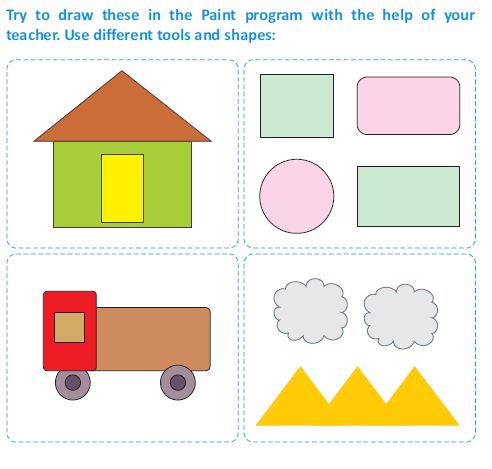 Try to draw these in the Paint program with the help of your
teacher. Use different tools and shapes: